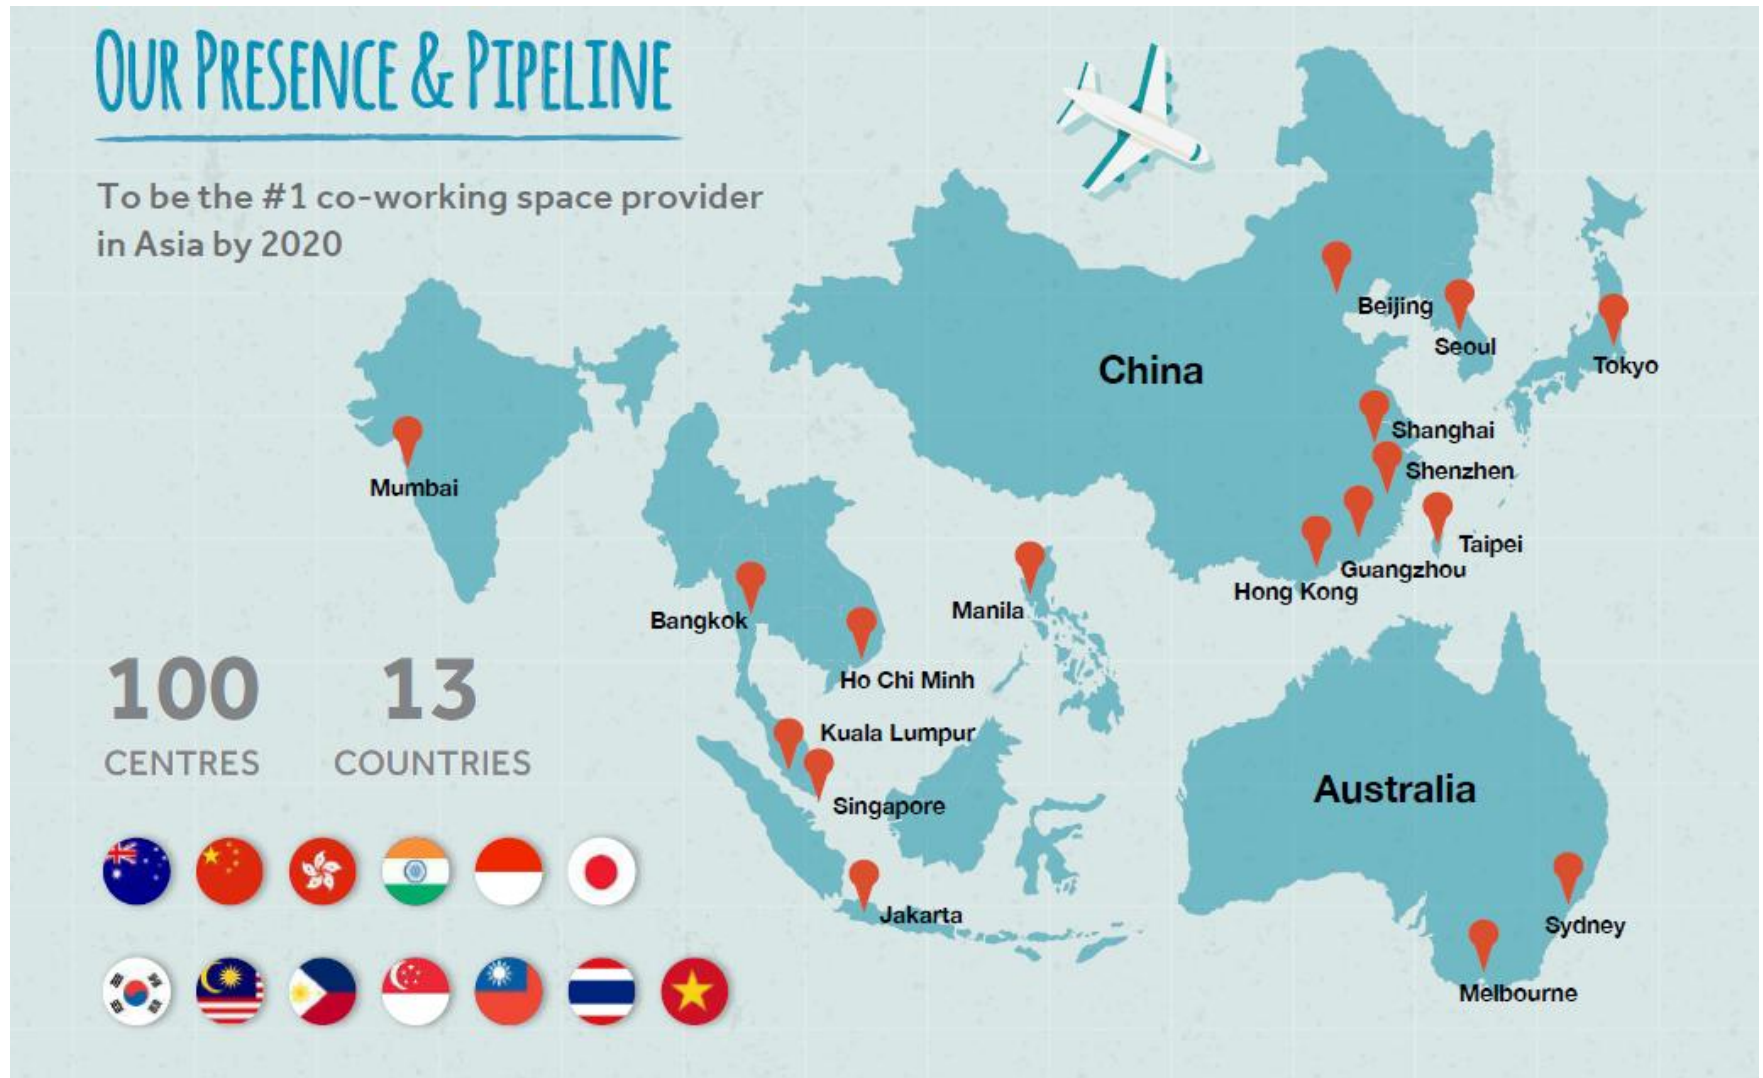 OUR PRESENCE & PIPELINE
To be the #1 co-working space provider
in Asia by 2020
Beijing
Seoul
Tokyo
China
Shanghai
Shenzhen
Mumbai
Taipei
Guangzhou
Hong Kong
Manila
Bangkok
Ho Chi Minh
100
13
CENTRES
COUNTRIES
Kuala Lumpur
Singapore
Australia
Jakarta
Sydney
Melbourne